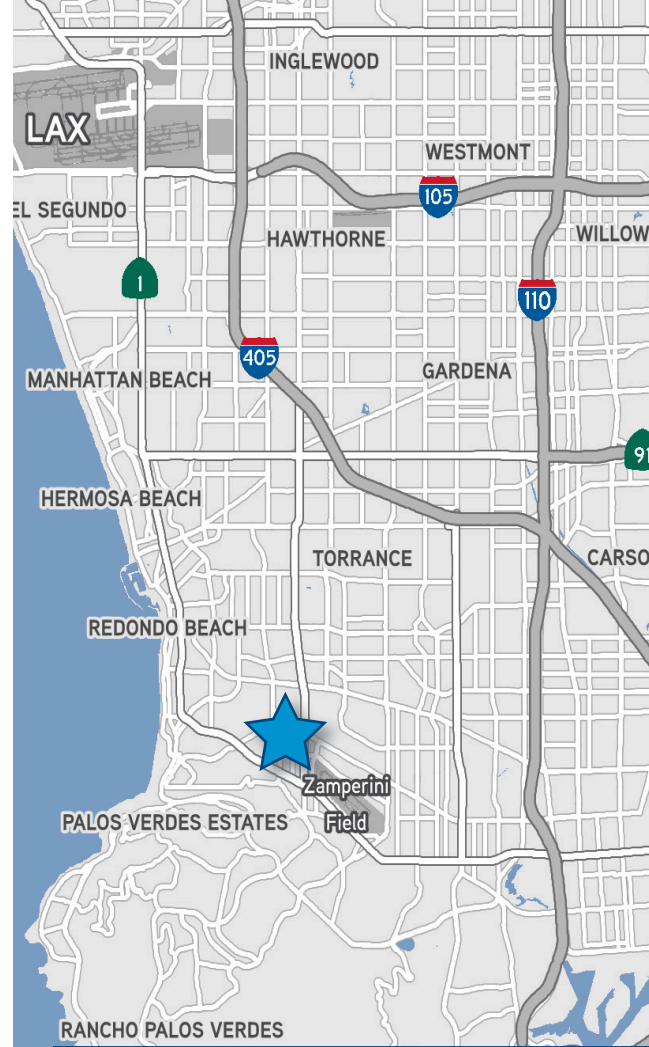 INGLEWOOD
LAX
WESTMONT
105
EL SEGUNDO
HAWTHORNE
WILLOW
1
110
405
MANHATTAN BEACH
GARDENA
91
HERMOSA BEACH
TORRANCE
CARSO
REDONDO BEACH
Zamperini
Field
PALOS VERDES ESTATES
RANCHO PALOS VERDES